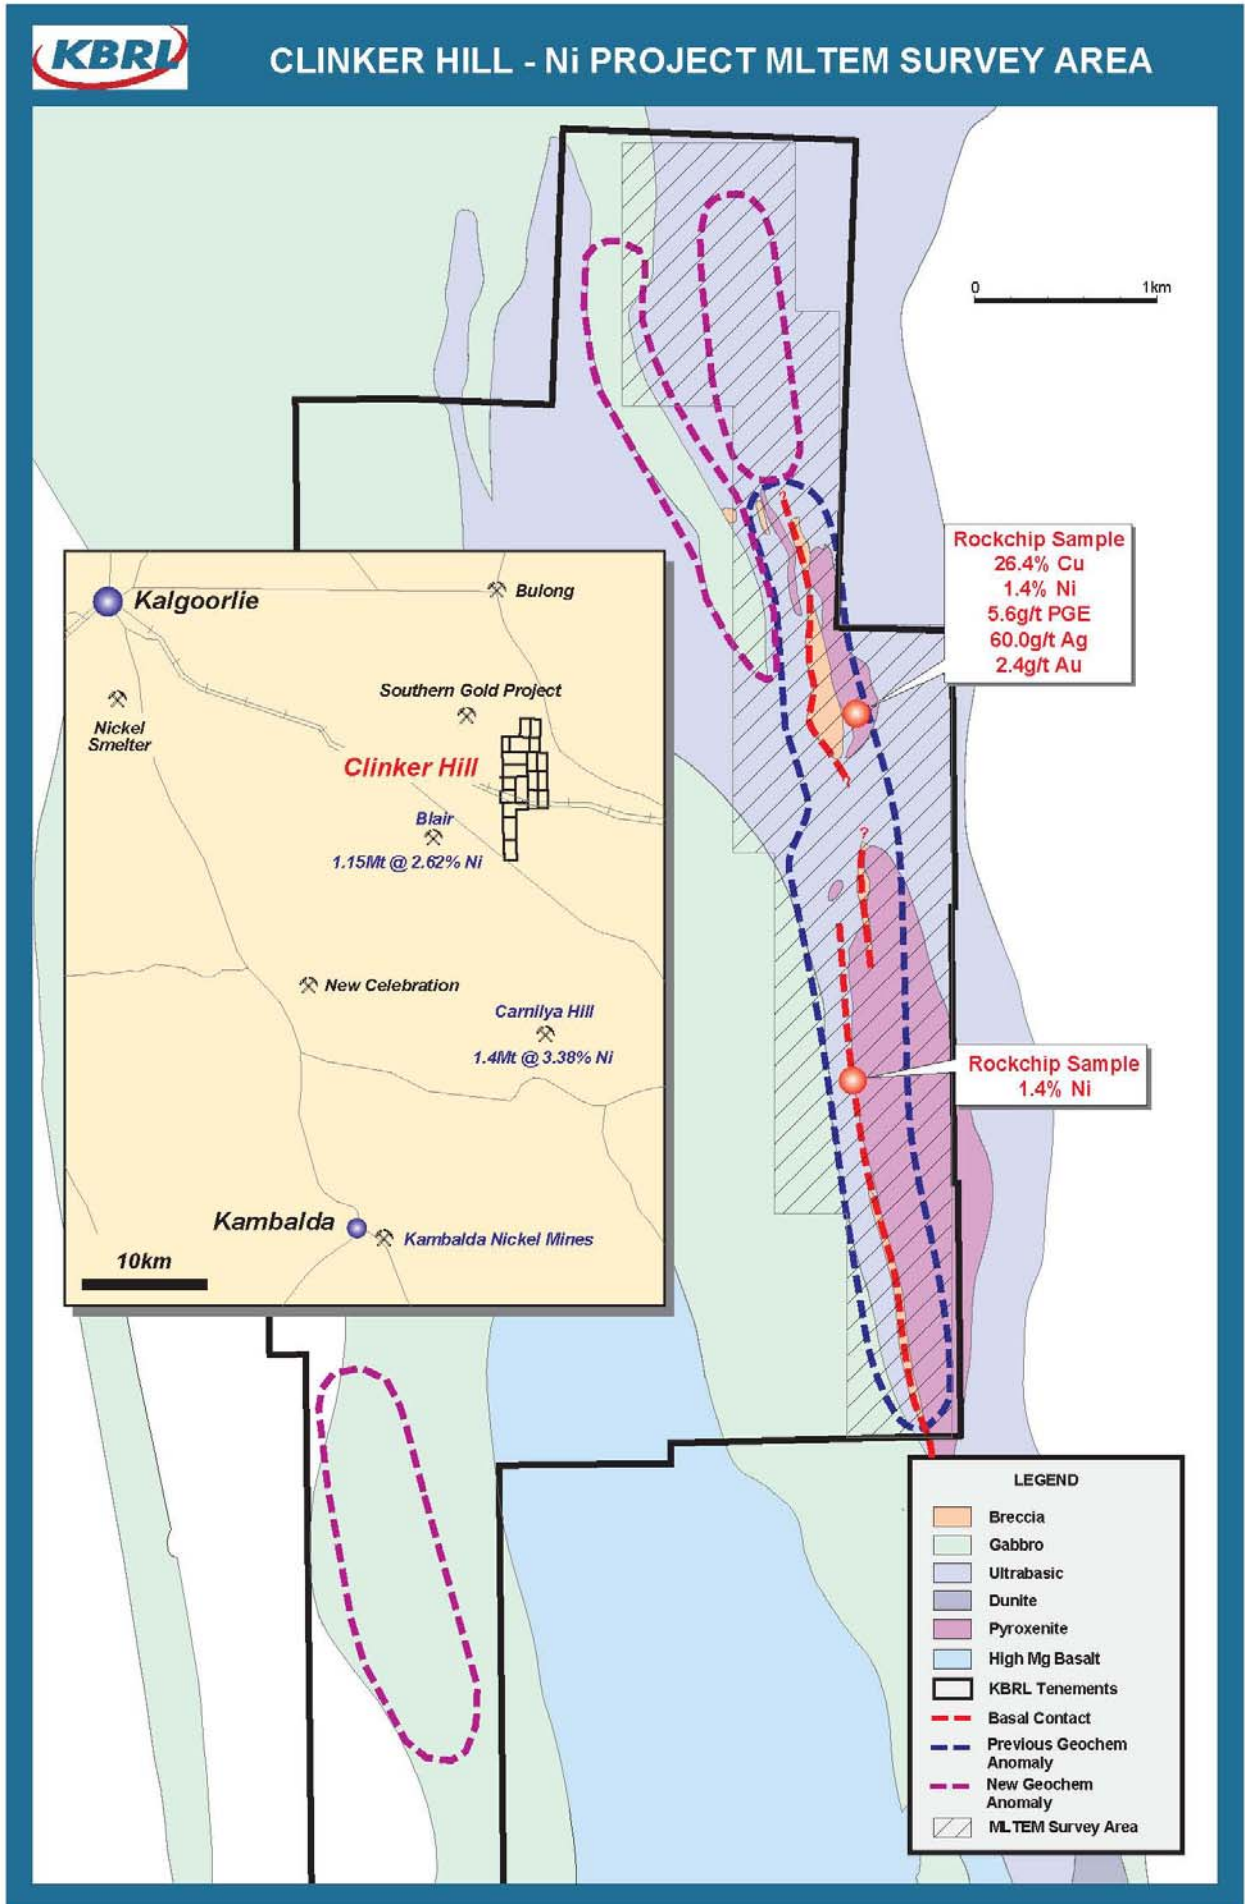 KBRL
CLINKER HILL - Ni PROJECT MLTEM SURVEY AREA
0 1km
Rockchip Sample
26.4% Cu
1.4% Ni
5.6g/t PGE
60.0g/t Ag
2.4g/t Au
?
?
?
Rockchip Sample
1.4% Ni
Kalgoorlie
Bulong
Nickel
Smelter
Southern Gold Project
Clinker Hill
Blair
1.15Mt @ 2.62% Ni
New Celebration
Carnilya Hill
1.4Mt @ 3.38% Ni
Kambalda
Kambalda Nickel Mines
10km
LEGEND
Breccia
Gabbro
Ultrabasic
Dunite
Pyroxenite
High Mg Basalt
KBRL Tenements
Basal Contact
Previous Geochem
Anomaly
New Geochem
Anomaly
MLTEM Survey Area